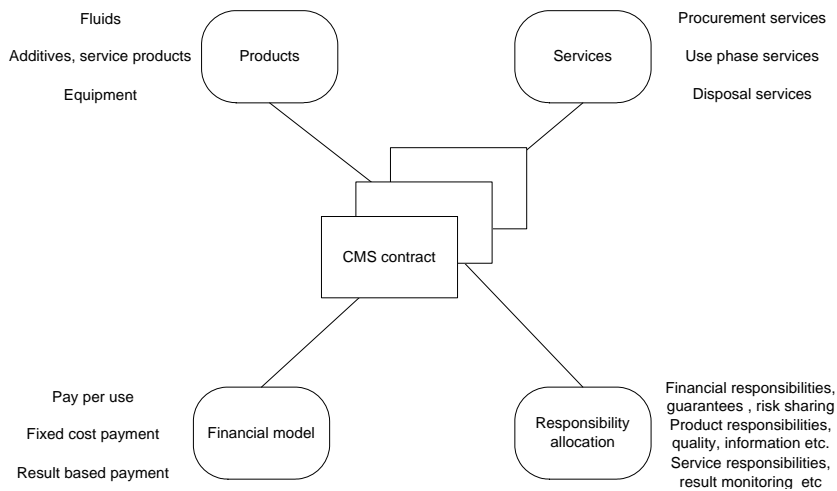 Fluids
Additives, service products
Equipment
Products
Services
Procurement services
Use phase services
Disposal services
CMS contract
Pay per use
Fixed cost payment
Result based payment
Financial model
Responsibility
allocation
Financial responsibilities,
guarantees , risk sharing
Product responsibilities,
quality, information etc.
Service responsibilities,
result monitoring etc